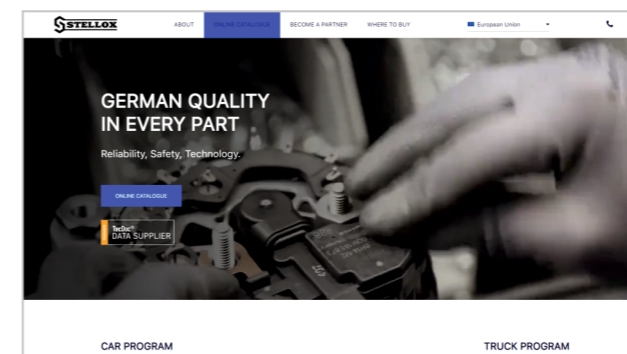 STELLOX
ABOUT
ONLINE CATALOGUE
BECOME A PARTNER
WHERE TO BUY
European Union
GERMAN QUALITY
IN EVERY PART
Reliability, Safety, Technology.
ONLINE CATALOGUE
TecDoc®
DATA SUPPLIER
CAR PROGRAM
TRUCK PROGRAM